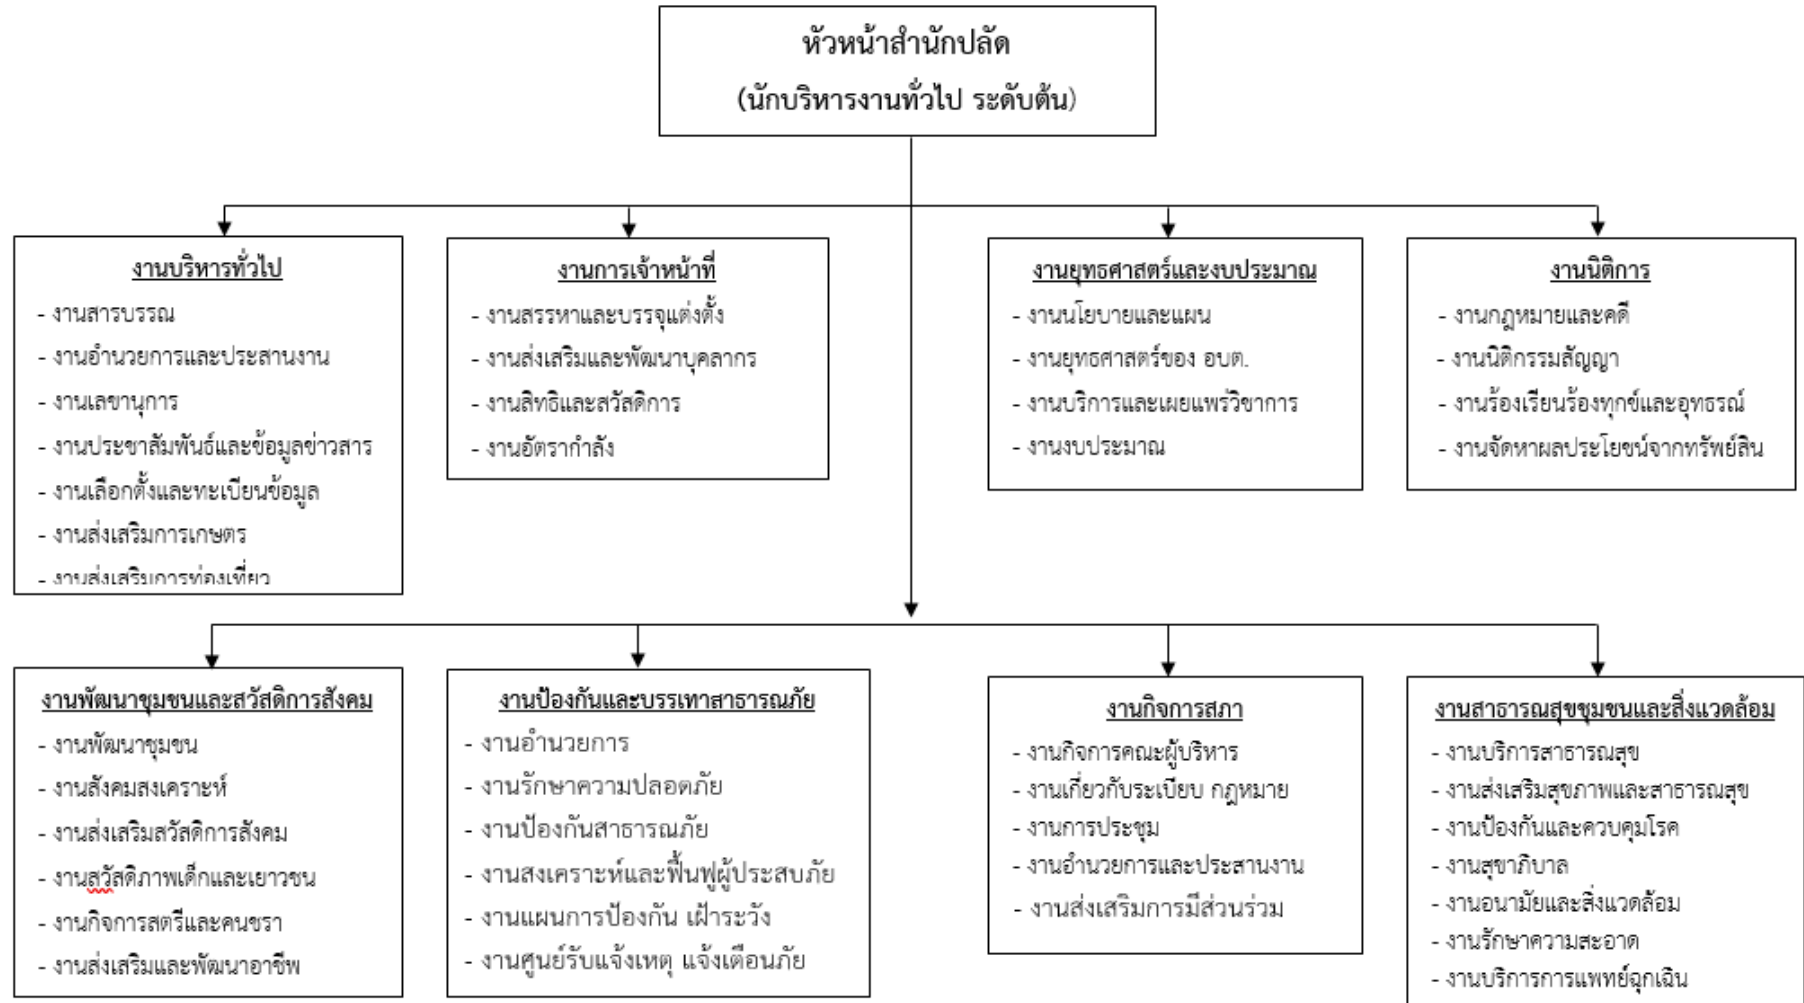 หัวหน้าสำนักปลัด
(นักบริหารงานทั่วไป ระดับต้น)
งานบริหารทั่วไป
- งานสารบรรณ
- งานอำนวยการและประสานงาน
- งานเลขานุการ
- งานประชาสัมพันธ์และข้อมูลข่าวสาร
- งานเลือกตั้งและทะเบียนข้อมูล
- งานส่งเสริมการเกษตร
- งานส่งเสริมการท่องเที่ยว
งานการเจ้าหน้าที่
- งานสรรหาและบรรจุแต่งตั้ง
- งานส่งเสริมและพัฒนาบุคลากร
- งานสิทธิและสวัสดิการ
- งานอัตรากำลัง
งานยุทธศาสตร์และงบประมาณ
- งานนโยบายและแผน
- งานยุทธศาสตร์ของ อบต.
- งานบริการและเผยแพร่วิชาการ
- งานงบประมาณ
งานนิติการ
- งานกฎหมายและคดี
- งานนิติกรรมสัญญา
- งานร้องเรียนร้องทุกข์และอุทธรณ์
- งานจัดหาผลประโยชน์จากทรัพย์สิน
งานพัฒนาชุมชนและสวัสดิการสังคม
- งานพัฒนาชุมชน
- งานสังคมสงเคราะห์
- งานส่งเสริมสวัสดิการสังคม
- งานสวัสดิภาพเด็กและเยาวชน
- งานกิจการสตรีและคนชรา
- งานส่งเสริมและพัฒนาอาชีพ
งานป้องกันและบรรเทาสาธารณภัย
- งานอำนวยการ
- งานรักษาความปลอดภัย
- งานป้องกันสาธารณภัย
- งานสงเคราะห์และฟื้นฟูผู้ประสบภัย
- งานแผนการป้องกัน เฝ้าระวัง
- งานศูนย์รับแจ้งเหตุ แจ้งเตือนภัย
งานกิจการสภา
- งานกิจการคณะผู้บริหาร
- งานเกี่ยวกับระเบียบ กฎหมาย
- งานการประชุม
- งานอำนวยการและประสานงาน
- งานส่งเสริมการมีส่วนร่วม
งานสาธารณสุขชุมชนและสิ่งแวดล้อม
- งานบริการสาธารณสุข
- งานส่งเสริมสุขภาพและสาธารณสุข
- งานป้องกันและควบคุมโรค
- งานสุขาภิบาล
- งานอนามัยและสิ่งแวดล้อม
- งานรักษาความสะอาด
- งานบริการการแพทย์ฉุกเฉิน